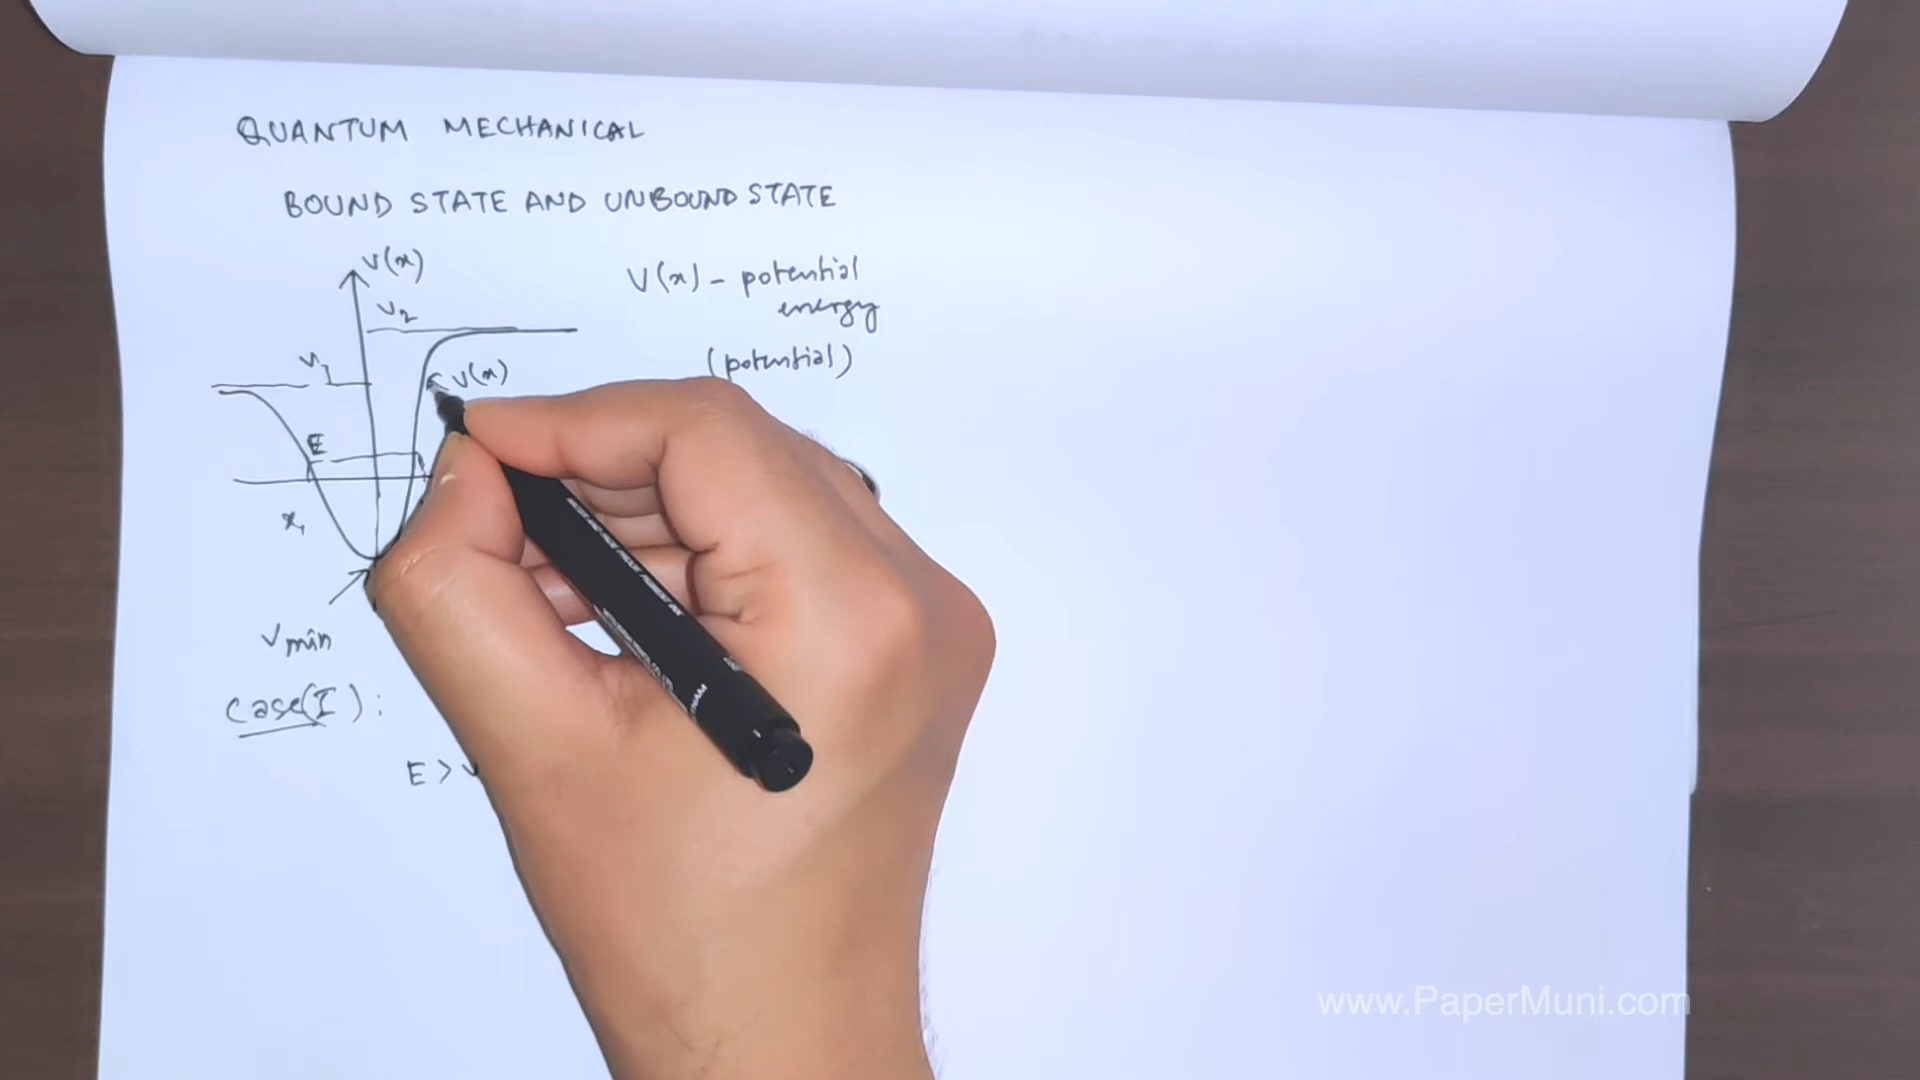 QUANTUM MECHANICAL
BOUND STATE AND UNBOUND STATE
V(x)
V2
V(x) - potential
energy
(potential)
V1
V(x)
E
x1
Vmin
Case(I):
E > V
www.PaperMuni.com